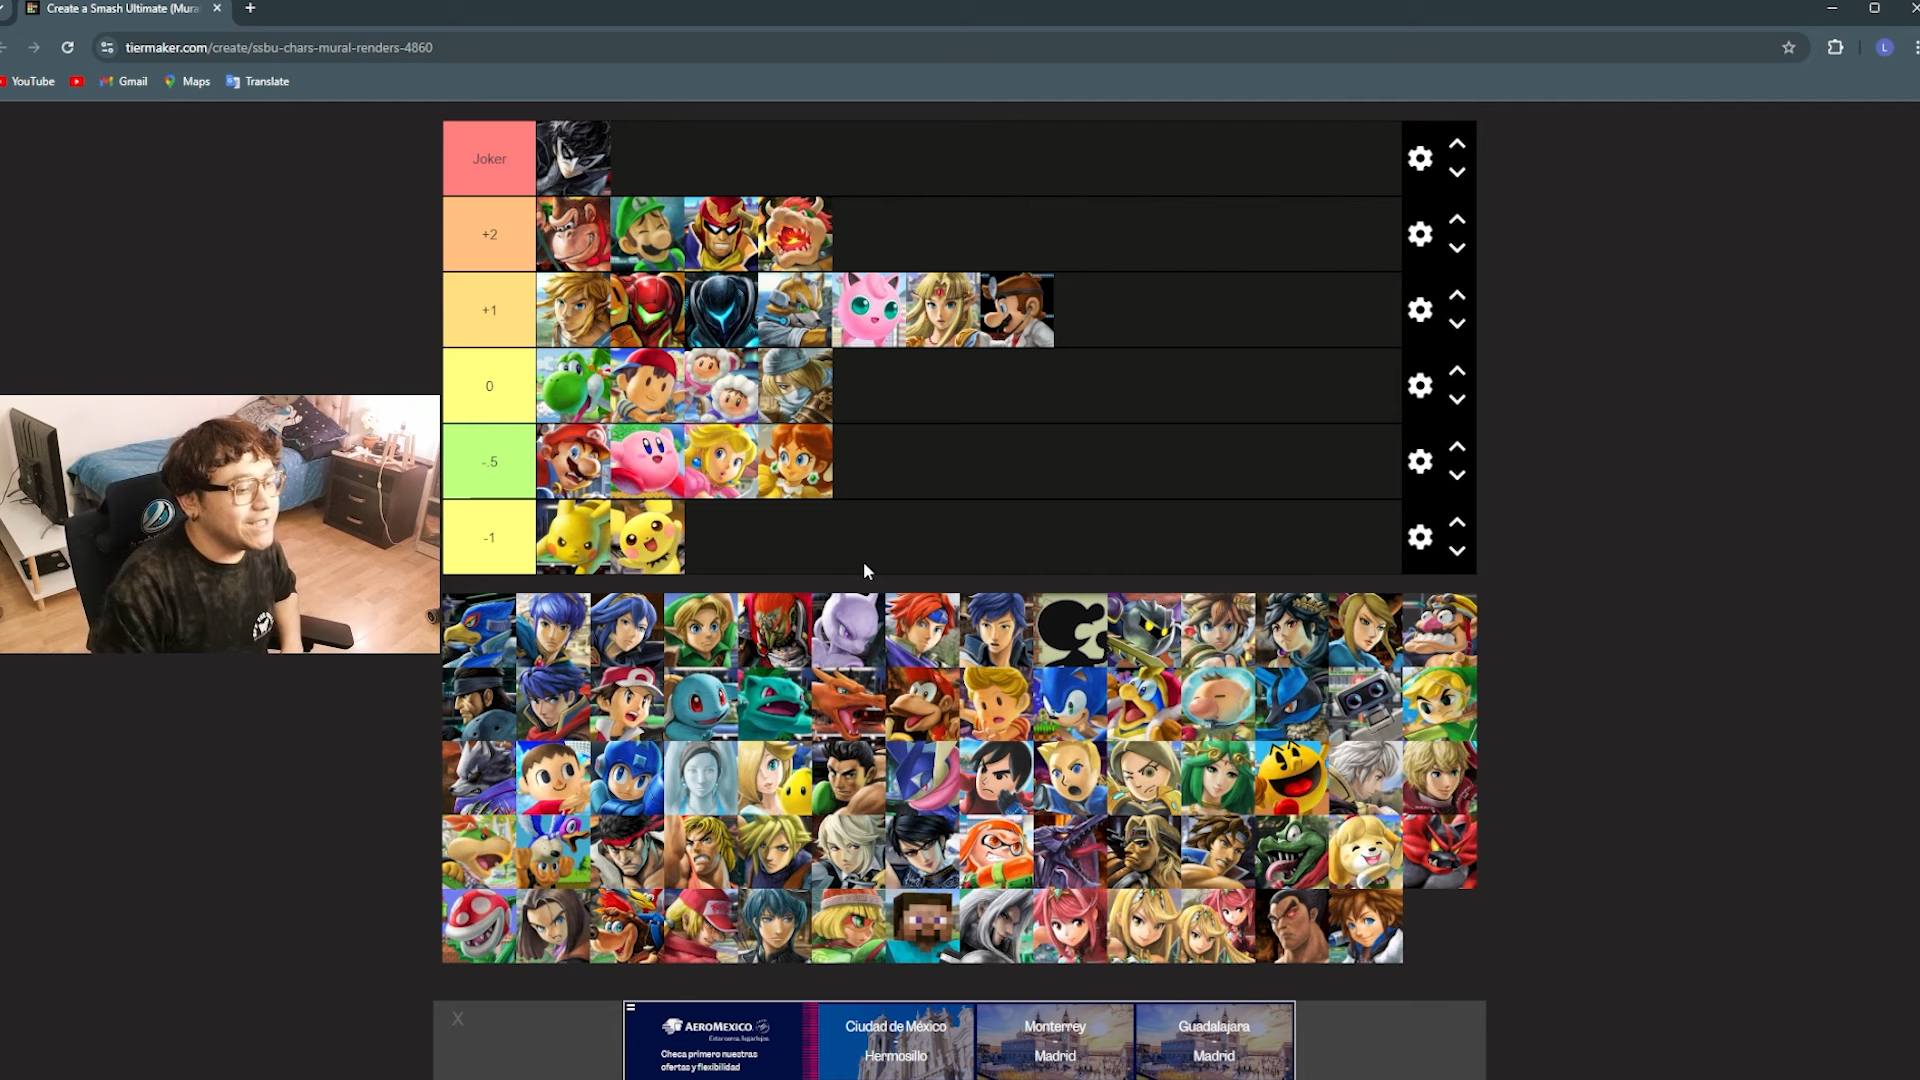 Create a Smash Ultimate (Mura
tiermaker.com/create/ssbu-chars-mural-renders-4860
YouTube
Gmail
Maps
Translate
L
Joker
+2
+1
0
-.5
-1
X
AEROMEXICO
Checa primero nuestras
ofertas y flexibilidad
Ciudad de México
-
Hermosillo
Monterrey
-
Madrid
Guadalajara
-
Madrid